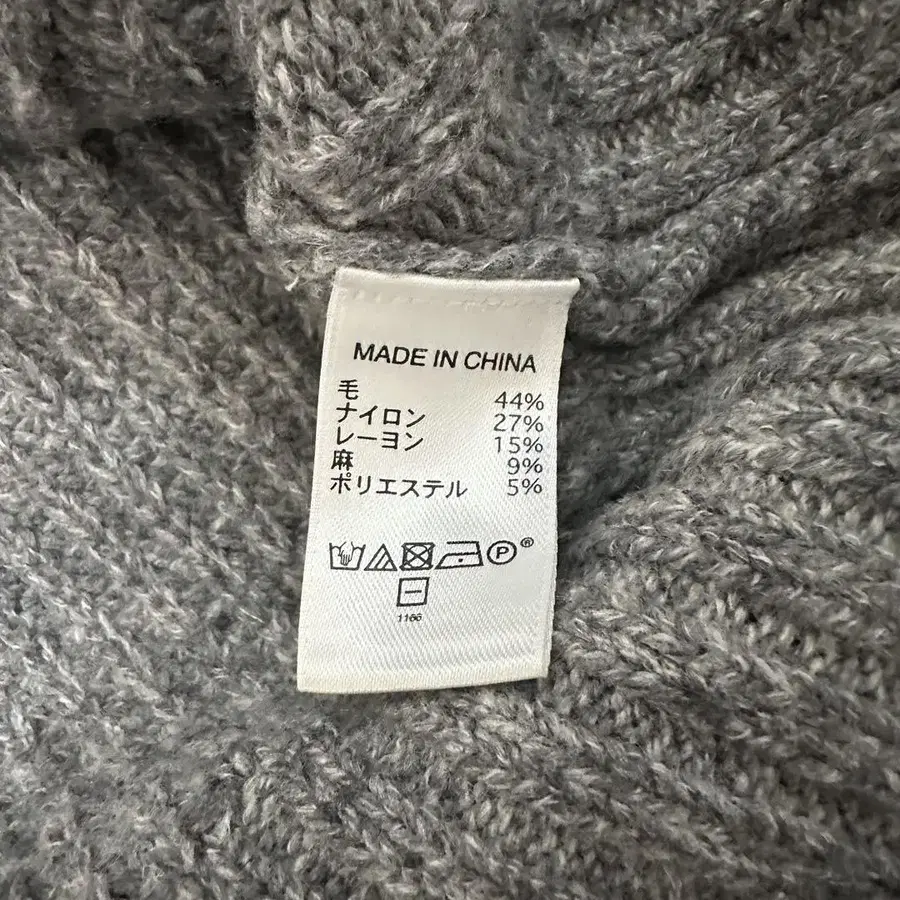 MADE IN CHINA
毛 44%
ナイロン 27%
レーヨン 15%
麻 9%
ポリエステル 5%
P ®
1166